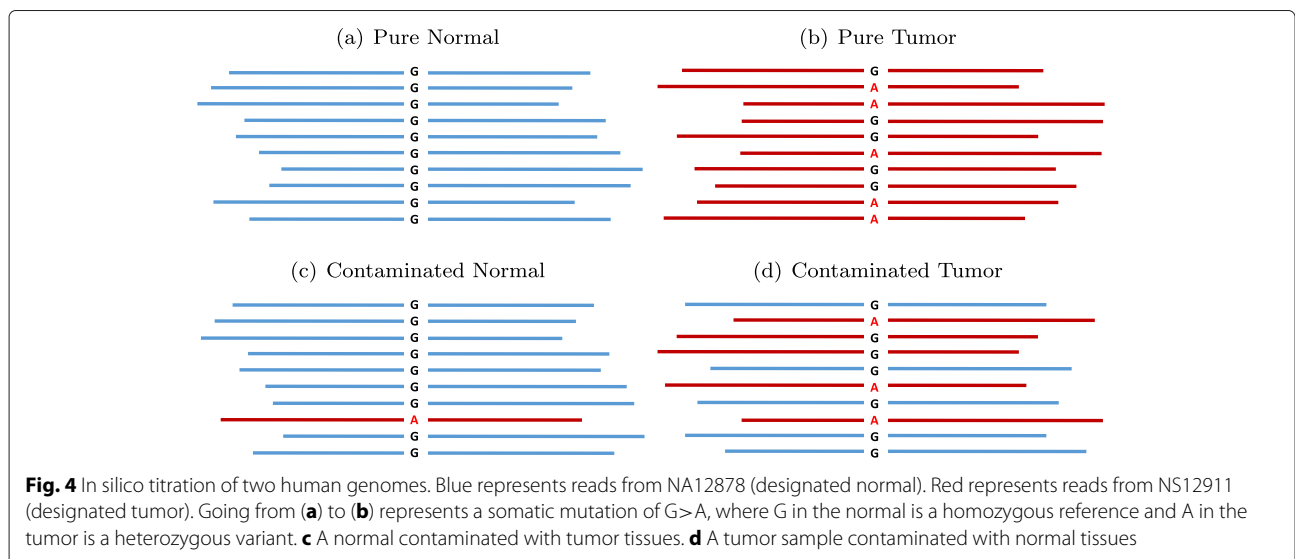 (a) Pure Normal
G
G
G
G
G
G
G
G
G
G
(b) Pure Tumor
G
A
A
G
G
A
G
G
A
A
(c) Contaminated Normal
G
G
G
G
G
G
G
A
G
G
(d) Contaminated Tumor
G
A
G
G
G
A
G
A
G
G
Fig. 4 In silico titration of two human genomes. Blue represents reads from NA12878 (designated normal). Red represents reads from NS12911
(designated tumor). Going from (a) to (b) represents a somatic mutation of G>A, where G in the normal is a homozygous reference and A in the
tumor is a heterozygous variant. c A normal contaminated with tumor tissues. d A tumor sample contaminated with normal tissues